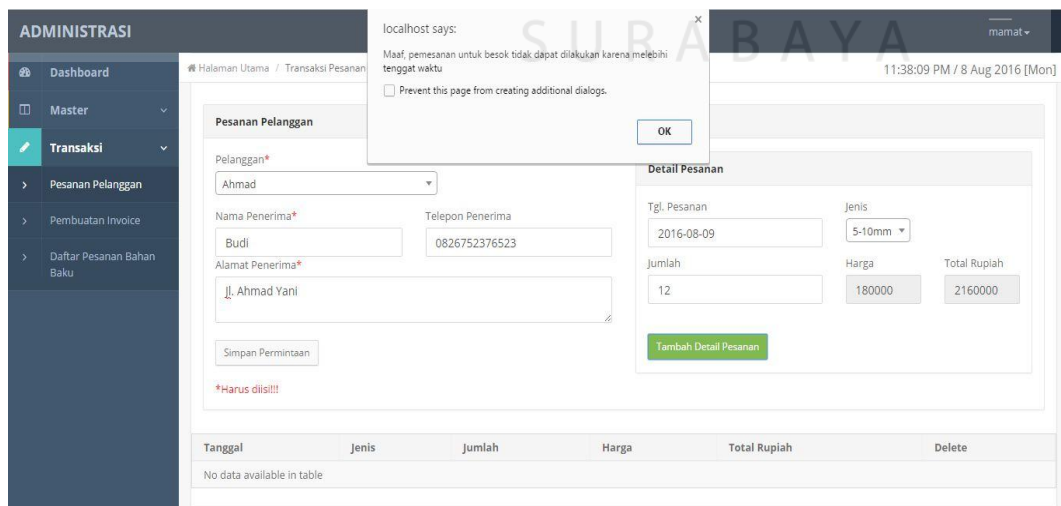 SURABAYA
ADMINISTRASI
mamat
localhost says:
Maaf, pemesanan untuk besok tidak dapat dilakukan karena melebihi
tenggat waktu
Prevent this page from creating additional dialogs.
OK
Dashboard
Master
Transaksi
Pesanan Pelanggan
Pembuatan Invoice
Daftar Pesanan Bahan
Baku
Halaman Utama / Transaksi Pesanan
11:38:09 PM / 8 Aug 2016 [Mon]
Pesanan Pelanggan
Pelanggan*
Ahmad
Nama Penerima*
Telepon Penerima
Budi
0826752376523
Alamat Penerima*
Jl. Ahmad Yani
Simpan Permintaan
*Harus diisi!!!
Detail Pesanan
Tgl. Pesanan
Jenis
2016-08-09
5-10mm
Jumlah
Harga
Total Rupiah
12
180000
2160000
Tambah Detail Pesanan
Tanggal Jenis Jumlah Harga Total Rupiah Delete
No data available in table